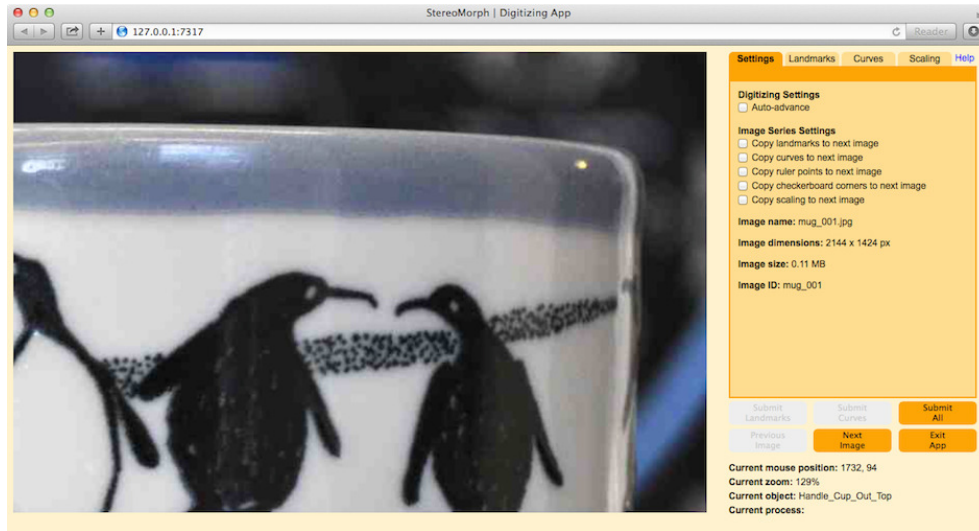 StereoMorph | Digitizing App
127.0.0.1:7317
Reader
Settings Landmarks Curves Scaling Help
Digitizing Settings
Auto-advance
Image Series Settings
Copy landmarks to next image
Copy curves to next image
Copy ruler points to next image
Copy checkerboard corners to next image
Copy scaling to next image
Image name: mug_001.jpg
Image dimensions: 2144 x 1424 px
Image size: 0.11 MB
Image ID: mug_001
Submit Landmarks Submit Curves Submit All
Previous Image Next Image Exit App
Current mouse position: 1732, 94
Current zoom: 129%
Current object: Handle_Cup_Out_Top
Current process: